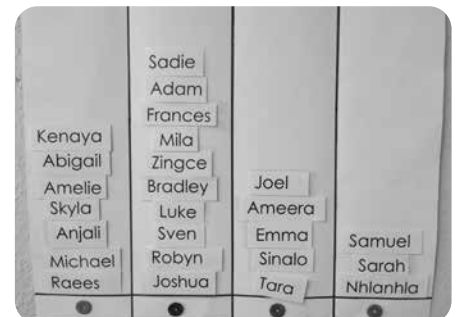 Kenaya
Abigail
Amelie
Skyla
Anjali
Michael
Raees
Sadie
Adam
Frances
Mila
Zingce
Bradley
Luke
Sven
Robyn
Joshua
Joel
Ameera
Emma
Sinalo
Tara
Samuel
Sarah
Nhlanhla